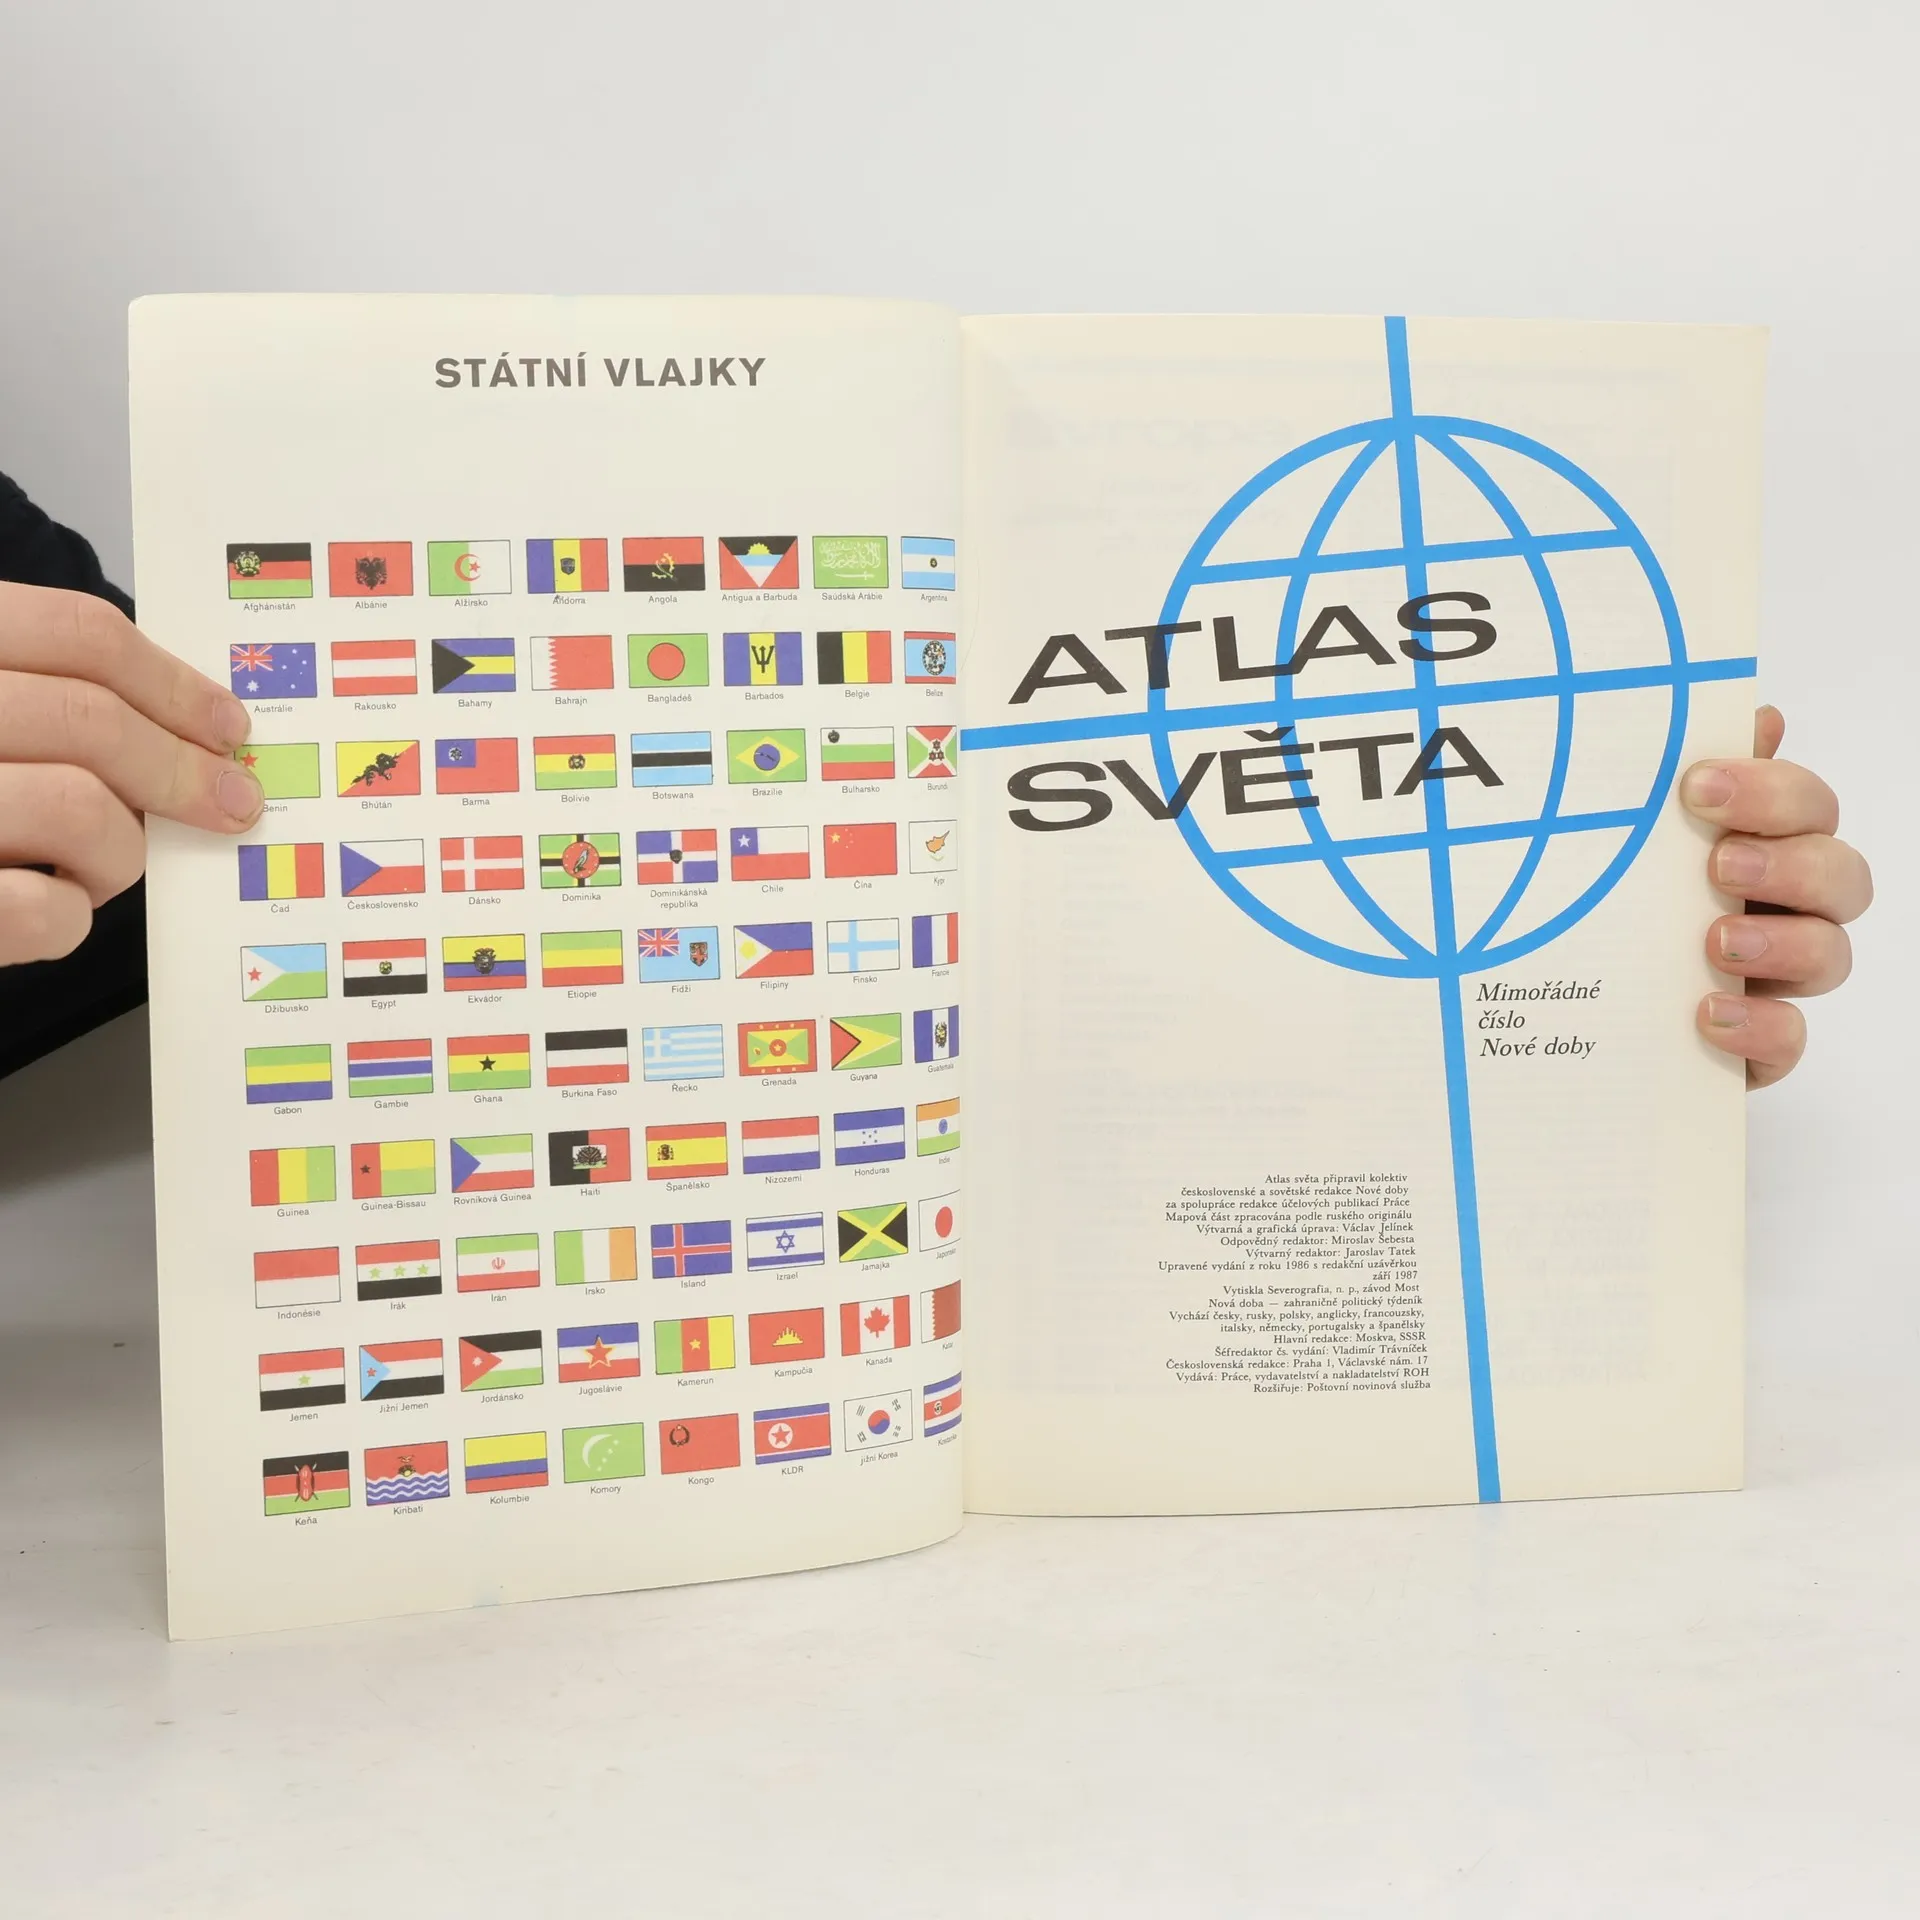 STÁTNÍ VLAJKY
Afghánistán Albánie Alžírsko Andorra Angola Antigua a Barbuda Saúdská Arábie Argentina
Austrálie Rakousko Bahamy Bahrajn Bangladéš Barbados Belgie Belize
Benin Bhútán Barma Bolívie Botswana Brazílie Bulharsko Burundi
Čad Československo Dánsko Dominika Dominikánská republika Chile Čína Kypr
Džibutsko Egypt Ekvádor Etiopie Fidži Filipíny Finsko Francie
Gabon Gambie Ghana Burkina Faso Řecko Grenada Guyana Guatemala
Guinea Guinea-Bissau Rovníková Guinea Haiti Španělsko Nizozemí Honduras Indie
Indonésie Irák Írán Irsko Island Izrael Jamajka Japonsko
Jemen Jižní Jemen Jordánsko Jugoslávie Kamerun Kampučia Kanada Katar
Keňa Kiribati Kolumbie Komory Kongo KLDR jižní Korea Kostarika
ATLAS
SVĚTA
Mimořádné
číslo
Nové doby
Atlas světa připravil kolektiv
československé a sovětské redakce Nové doby
za spolupráce redakce účelových publikací Práce
Mapová část zpracována podle ruského originálu
Výtvarná a grafická úprava: Václav Jelínek
Odpovědný redaktor: Miroslav Šebesta
Výtvarný redaktor: Jaroslav Tatek
Upravené vydání z roku 1986 s redakční uzávěrkou
září 1987
Vytiskla Severografia, n. p., závod Most
Nová doba — zahraničně politický týdeník
Vychází česky, rusky, polsky, anglicky, francouzsky,
italsky, německy, portugalsky a španělsky
Hlavní redakce: Moskva, SSSR
Šéfredaktor čs. vydání: Vladimír Trávníček
Československá redakce: Praha 1, Václavské nám. 17
Vydává: Práce, vydavatelství a nakladatelství ROH
Rozšiřuje: Poštovní novinová služba